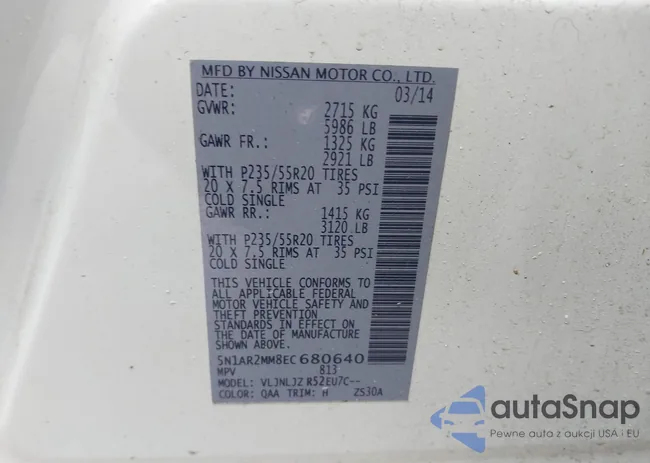 MFD BY NISSAN MOTOR CO., LTD.
DATE: 03/14
GVWR: 2715 KG
5986 LB
GAWR FR.: 1325 KG
2921 LB
WITH P235/55R20 TIRES
20 X 7.5 RIMS AT 35 PSI
COLD SINGLE
GAWR RR.: 1415 KG
3120 LB
WITH P235/55R20 TIRES
20 X 7.5 RIMS AT 35 PSI
COLD SINGLE
THIS VEHICLE CONFORMS TO
ALL APPLICABLE FEDERAL
MOTOR VEHICLE SAFETY AND
THEFT PREVENTION
STANDARDS IN EFFECT ON
THE DATE OF MANUFACTURE
SHOWN ABOVE.
5N1AR2MM8EC680640
MPV 813
MODEL: VLJNLJZ R52EU7C--
COLOR: QAA TRIM: H ZS30A
autoSnap
Pewne auta z aukcji USA i EU